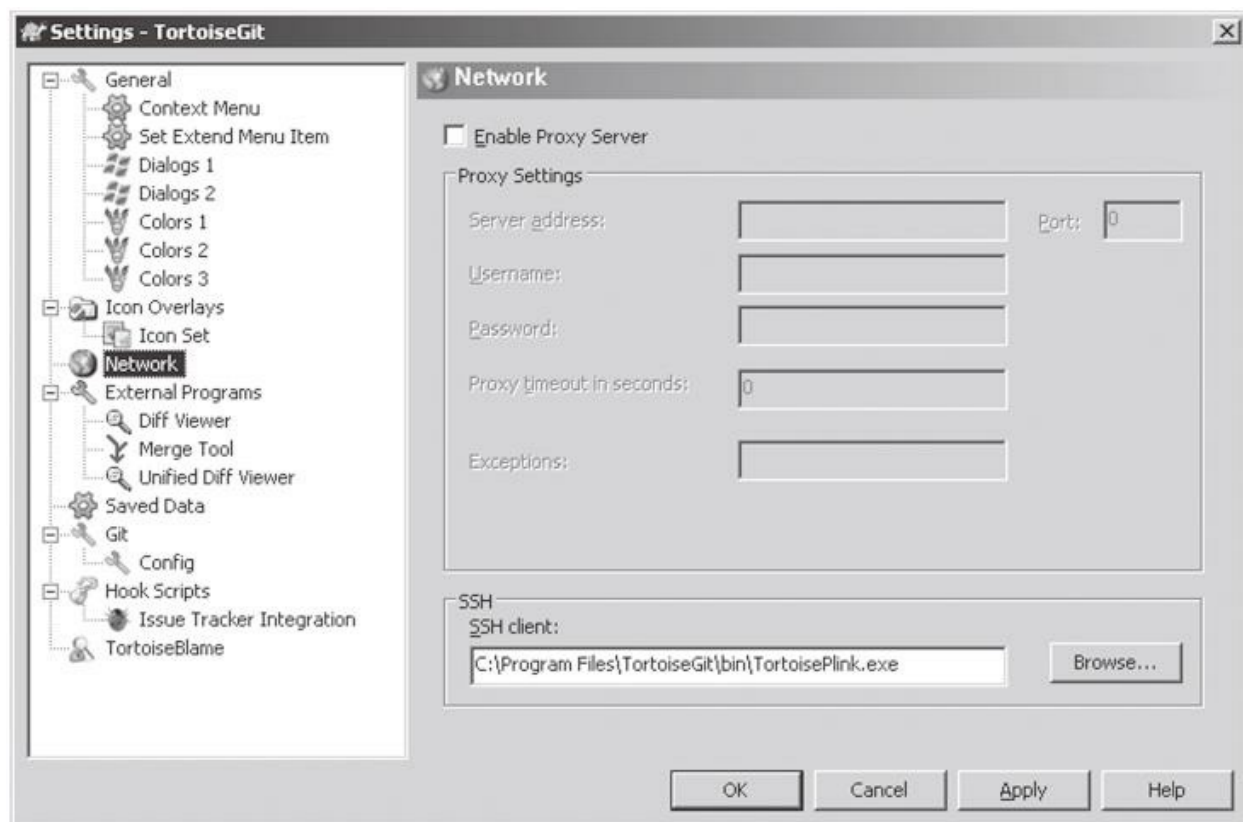 Settings - TortoiseGit
General
Context Menu
Set Extend Menu Item
Dialogs 1
Dialogs 2
Colors 1
Colors 2
Colors 3
Icon Overlays
Icon Set
Network
External Programs
Diff Viewer
Merge Tool
Unified Diff Viewer
Saved Data
Git
Config
Hook Scripts
Issue Tracker Integration
TortoiseBlame
Network
Enable Proxy Server
Proxy Settings
Server address:
Port: 0
Username:
Password:
Proxy timeout in seconds: 0
Exceptions:
SSH
SSH client:
C:\Program Files\TortoiseGit\bin\TortoisePlink.exe
Browse...
OK Cancel Apply Help